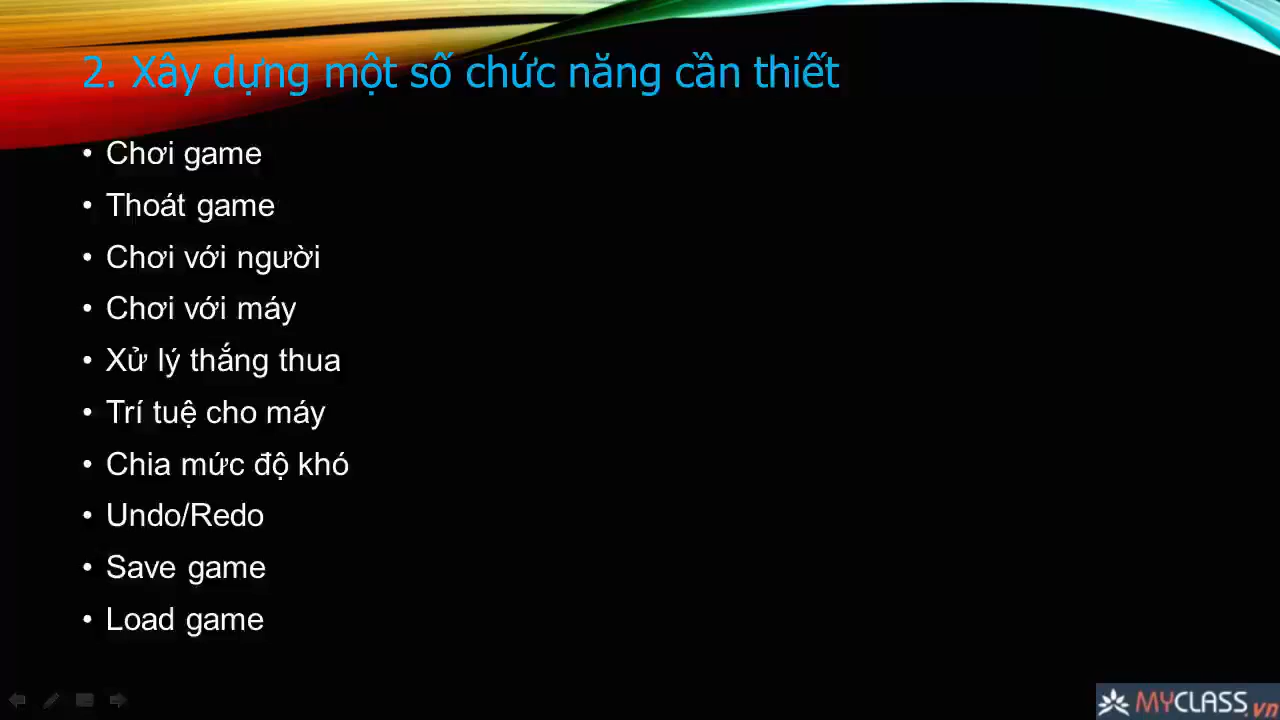 2. Xây dựng một số chức năng cần thiết
• Chơi game
• Thoát game
• Chơi với người
• Chơi với máy
• Xử lý thắng thua
• Trí tuệ cho máy
• Chia mức độ khó
• Undo/Redo
• Save game
• Load game
MYCLASS.vn